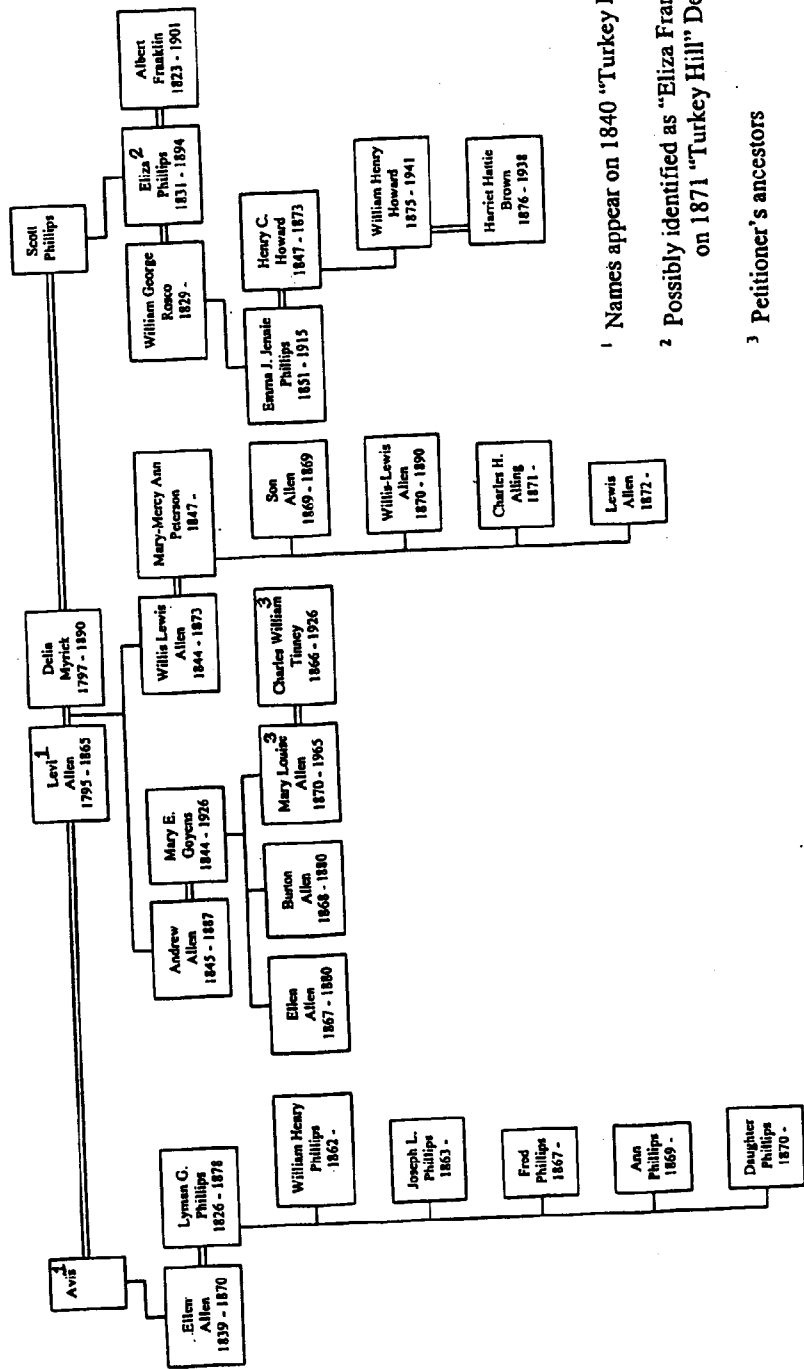 Avis 1
Levi 1
Allen
1795 - 1865
Delia
Myrick
1797 - 1890
Scott
Phillips
Ellen
Allen
1839 - 1870
Lyman G.
Phillips
1826 - 1878
Andrew
Allen
1845 - 1887
Mary E.
Goyens
1844 - 1926
Willis Lewis
Allen
1844 - 1873
Mary-Mercy Ann
Peterson
1847 -
William George
Rosco
1829 -
Eliza 2
Phillips
1831 - 1894
Albert
Franklin
1823 - 1901
William Henry
Phillips
1862 -
Joseph L.
Phillips
1863 -
Fred
Phillips
1867 -
Ann
Phillips
1869 -
Daughter
Phillips
1870 -
Ellen
Allen
1867 - 1880
Burton
Allen
1868 - 1880
Mary Louise 3
Allen
1870 - 1965
Charles William 3
Tinney
1866 - 1926
Son
Allen
1869 - 1869
Willis-Lewis
Allen
1870 - 1890
Charles H.
Alling
1871 -
Lewis
Allen
1872 -
Emma J. Jennie
Phillips
1851 - 1915
Henry C.
Howard
1847 - 1873
William Henry
Howard
1875 - 1941
Harriet Hattie
Brown
1876 - 1938
1 Names appear on 1840 "Turkey
2 Possibly identified as "Eliza Fran
on 1871 "Turkey Hill" De
3 Petitioner's ancestors